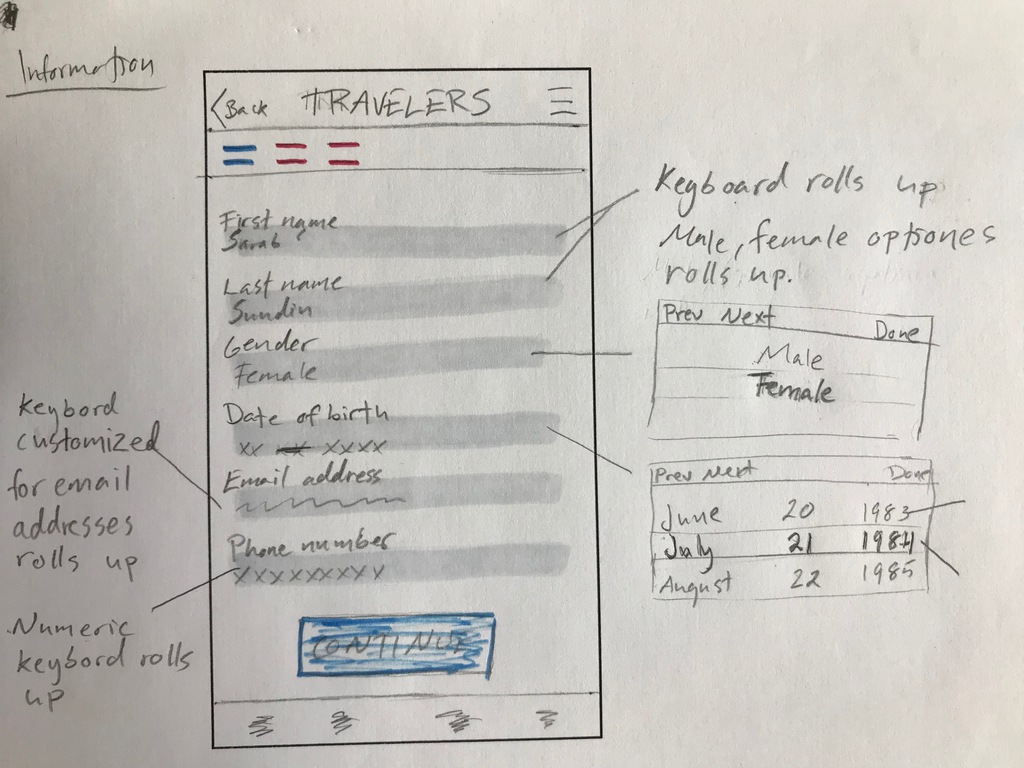 Information
Back TRAVELERS
First name
Sarah
Last name
Sundin
Gender
Female
Date of birth
xx xx xxxx
Email address
Phone number
xxxxxxxx
CONTINUE
Keyboard rolls up
Male, female optiones
rolls up.
Prev Next
Done
Male
Female
Prev Next Done
June 20 1983
July 21 1984
August 22 1985
Keybord
customized
for email
addresses
rolls up
Numeric
keybord rolls
up